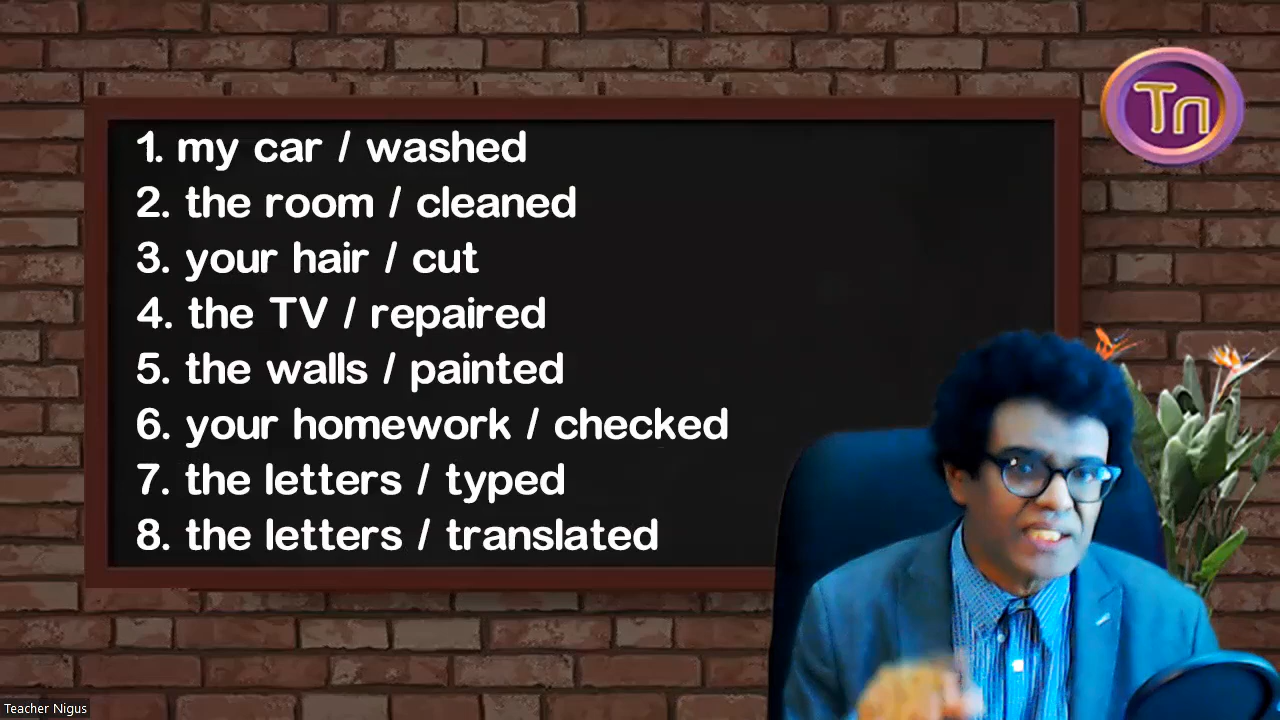 Tn
1. my car / washed
2. the room / cleaned
3. your hair / cut
4. the TV / repaired
5. the walls / painted
6. your homework / checked
7. the letters / typed
8. the letters / translated
Teacher Nigus